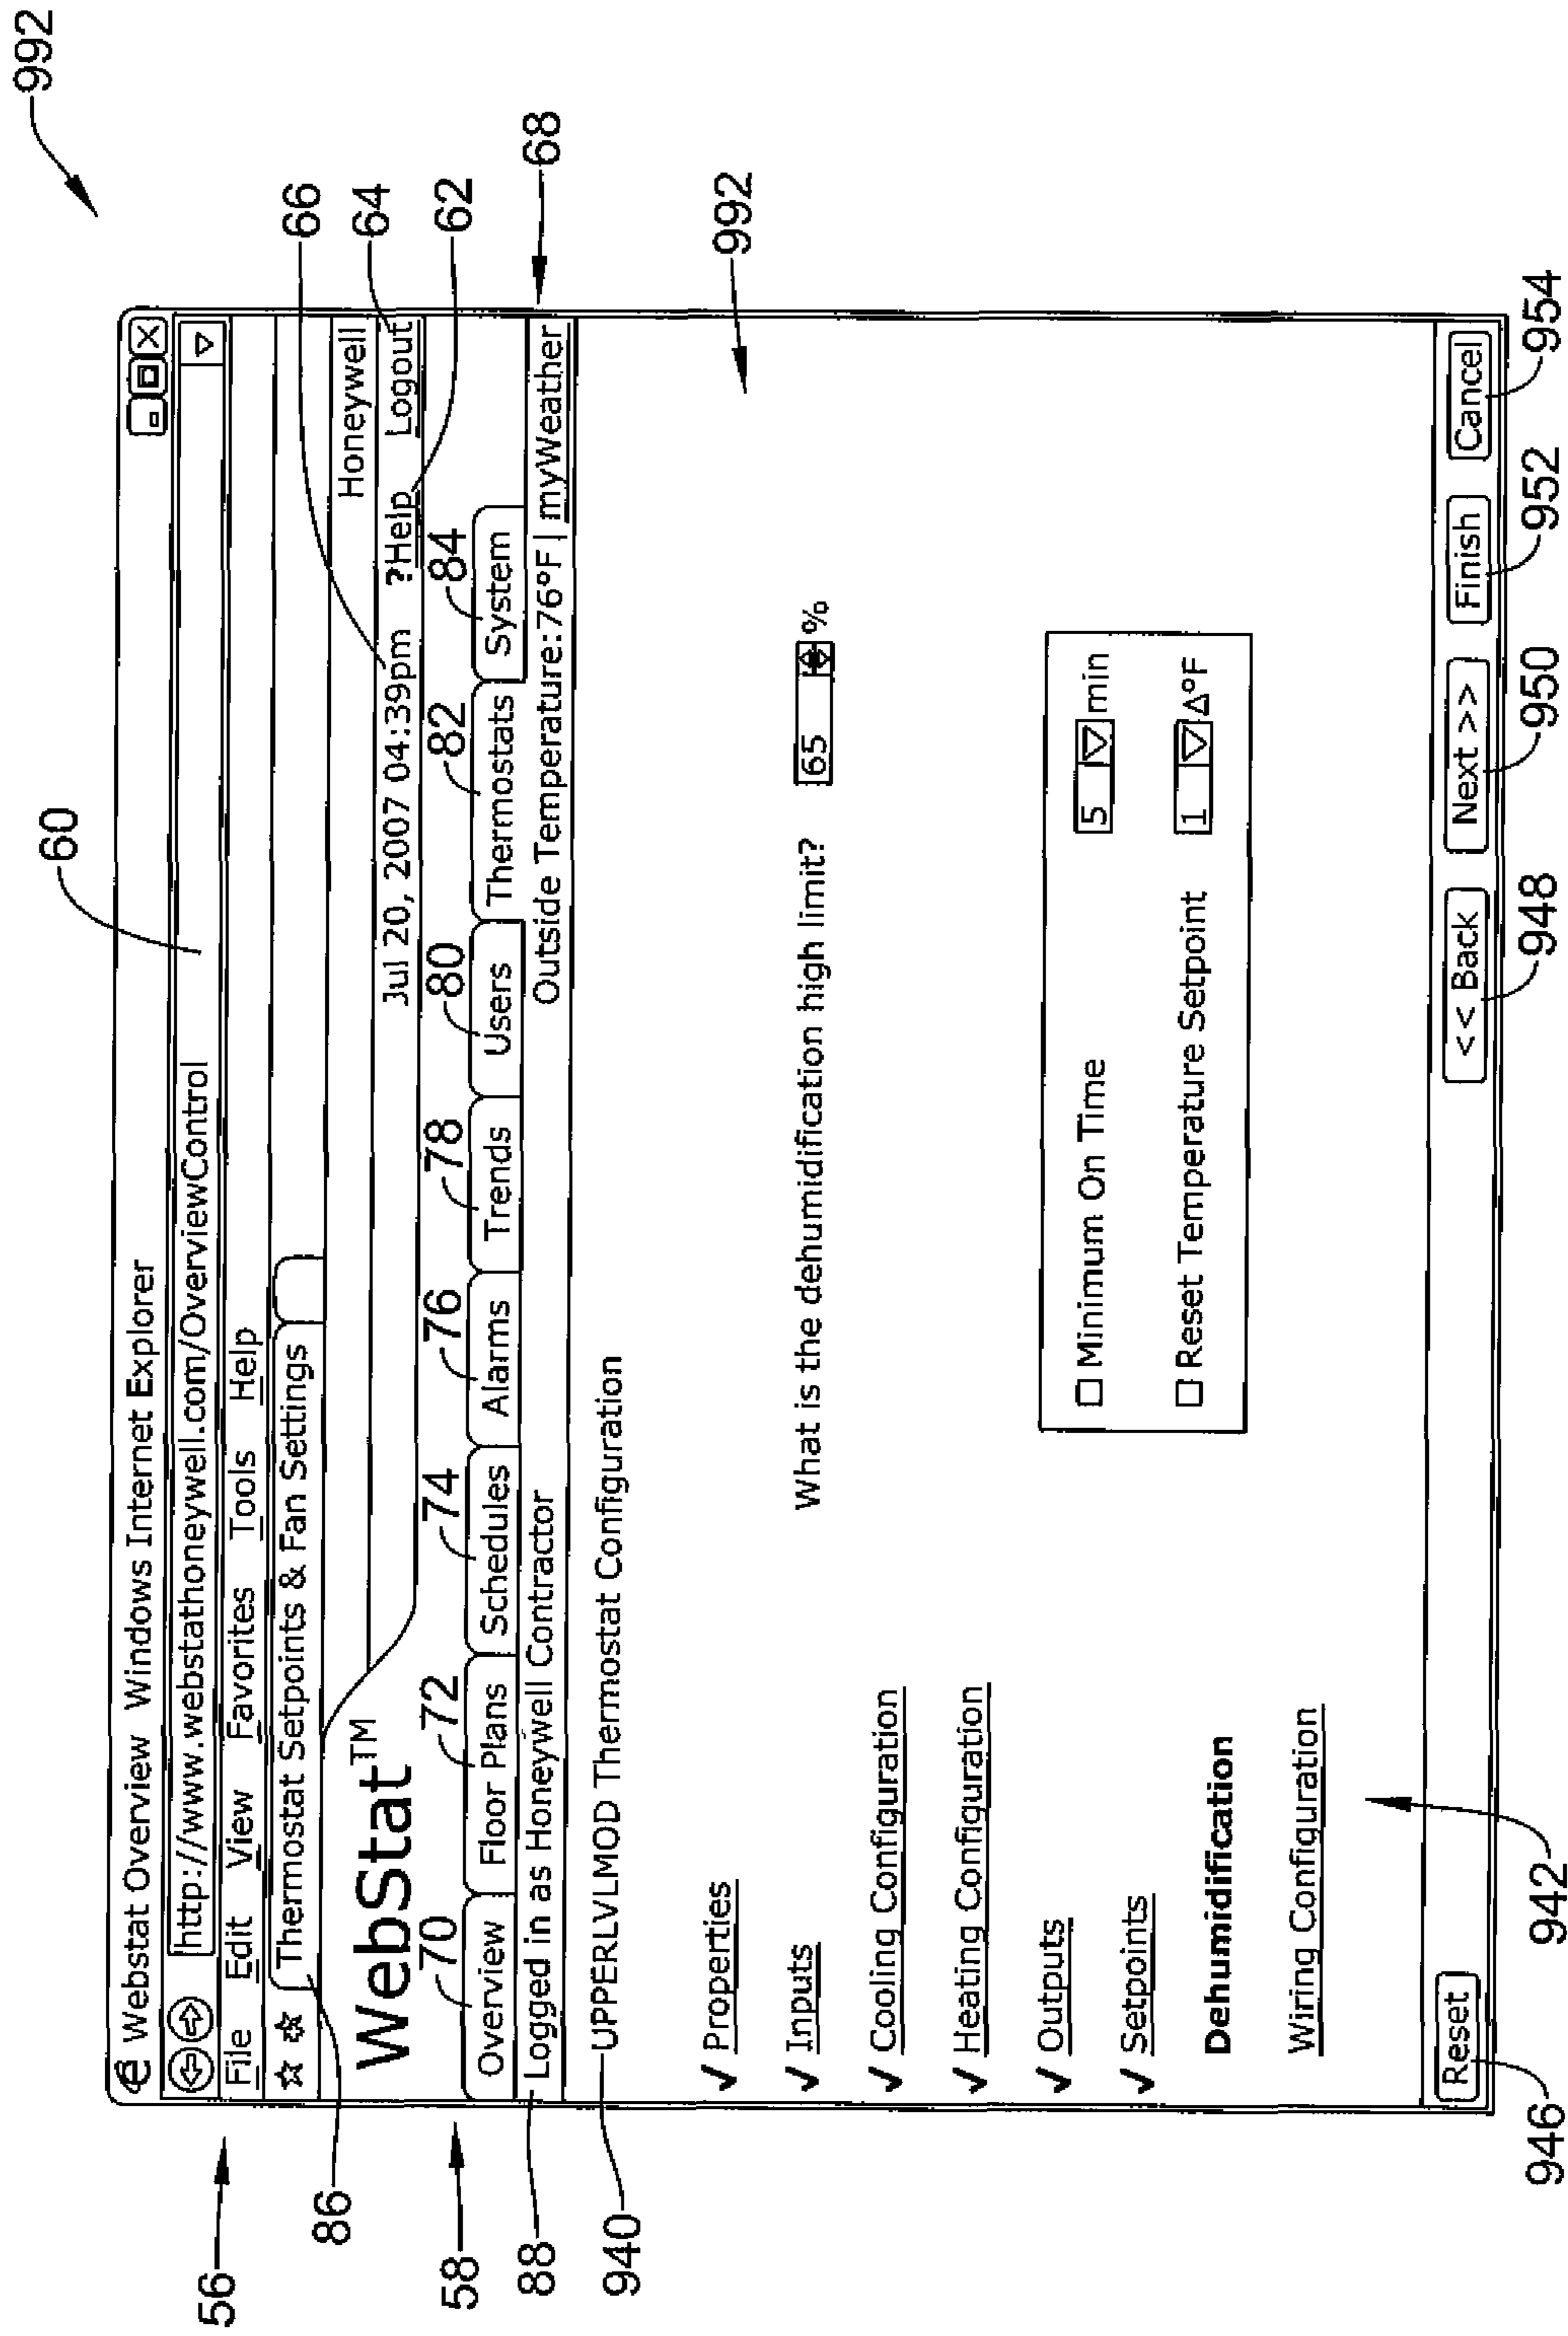 992
60
Webstat Overview Windows Internet Explorer
http://www.webstathoneywell.com/OverviewControl
File Edit View Favorites Tools Help
56
Thermostat Setpoints & Fan Settings
86
66
Honeywell
WebStat™
Jul 20, 2007 04:39pm ?Help Logout
64
62
58
70 72 74 76 78 80 82 84
Overview Floor Plans Schedules Alarms Trends Users Thermostats System
88
Logged in as Honeywell Contractor Outside Temperature:76°F | myWeather
68
940
UPPERLVLMOD Thermostat Configuration
992
✓ Properties
✓ Inputs
What is the dehumidification high limit? 65 %
✓ Cooling Configuration
✓ Heating Configuration
✓ Outputs
✓ Setpoints
Dehumidification
Wiring Configuration
☐ Minimum On Time 5 min
☐ Reset Temperature Setpoint 1 Δ°F
942
Reset << Back Next >> Finish Cancel
946 948 950 952 954